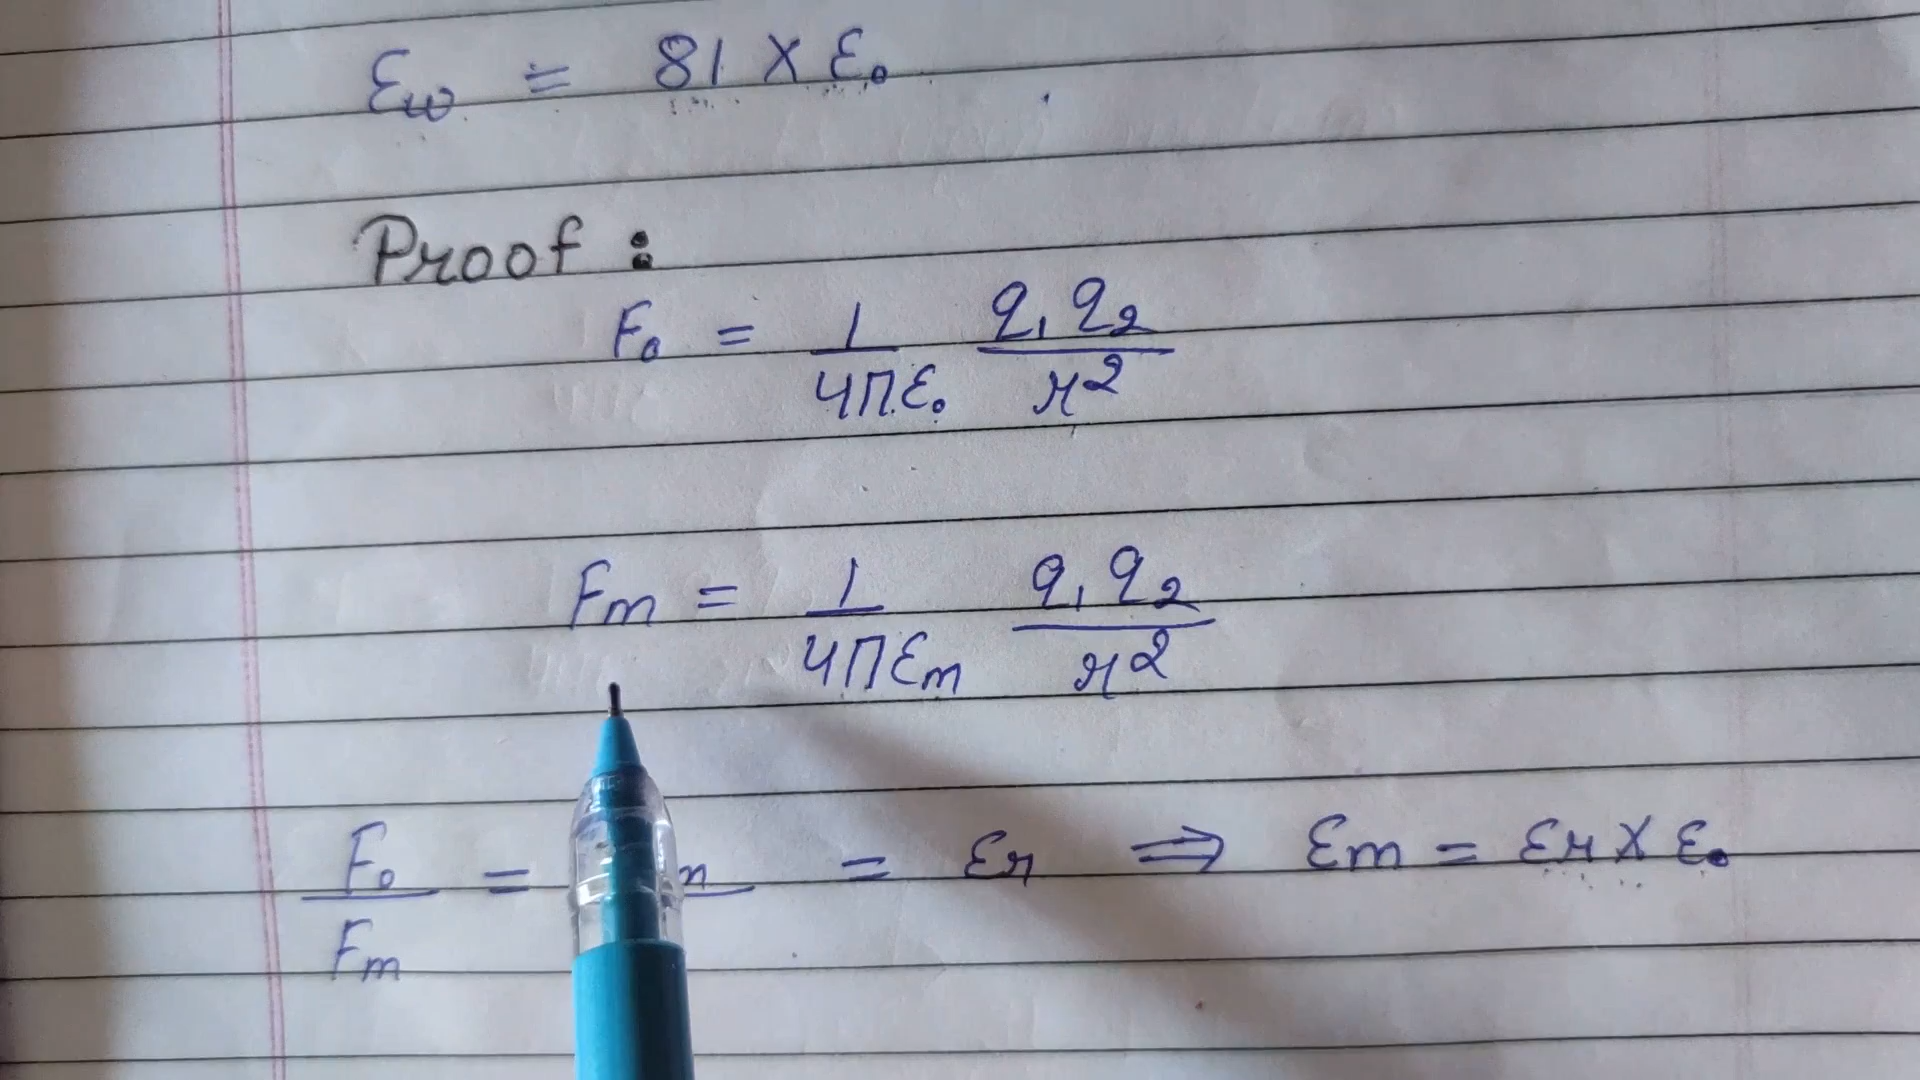 εw = 81 × ε₀
Proof :
F₀ = 1/4πε₀ q₁q₂/r²
Fm = 1/4πεm q₁q₂/r²
F₀/Fm = = εr ⇒ εm = εr × ε₀